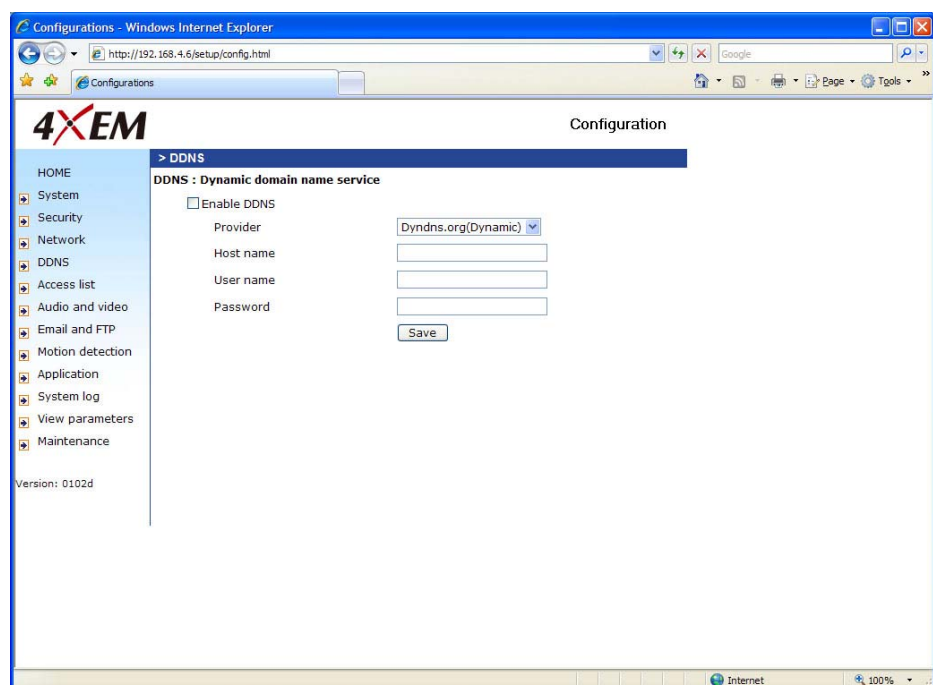 Configurations - Windows Internet Explorer
http://192.168.4.6/setup/config.html
Google
Configurations
Page
Tools
»
4XEM
Configuration
HOME
System
Security
Network
DDNS
Access list
Audio and video
Email and FTP
Motion detection
Application
System log
View parameters
Maintenance
Version: 0102d
> DDNS
DDNS : Dynamic domain name service
Enable DDNS
Provider
Dyndns.org(Dynamic)
Host name
User name
Password
Save
Internet
100%